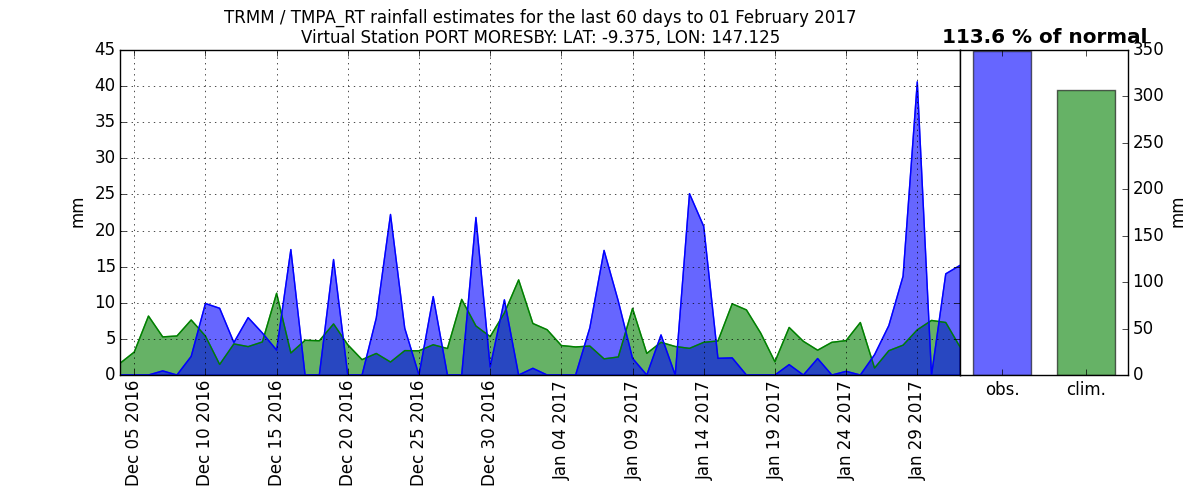 TRMM / TMPA_RT rainfall estimates for the last 60 days to 01 February 2017
Virtual Station PORT MORESBY: LAT: -9.375, LON: 147.125
113.6 % of normal
45
40
35
30
25
20
15
10
5
0
mm
350
300
250
200
150
100
50
0
mm
Dec 05 2016
Dec 10 2016
Dec 15 2016
Dec 20 2016
Dec 25 2016
Dec 30 2016
Jan 04 2017
Jan 09 2017
Jan 14 2017
Jan 19 2017
Jan 24 2017
Jan 29 2017
obs.
clim.